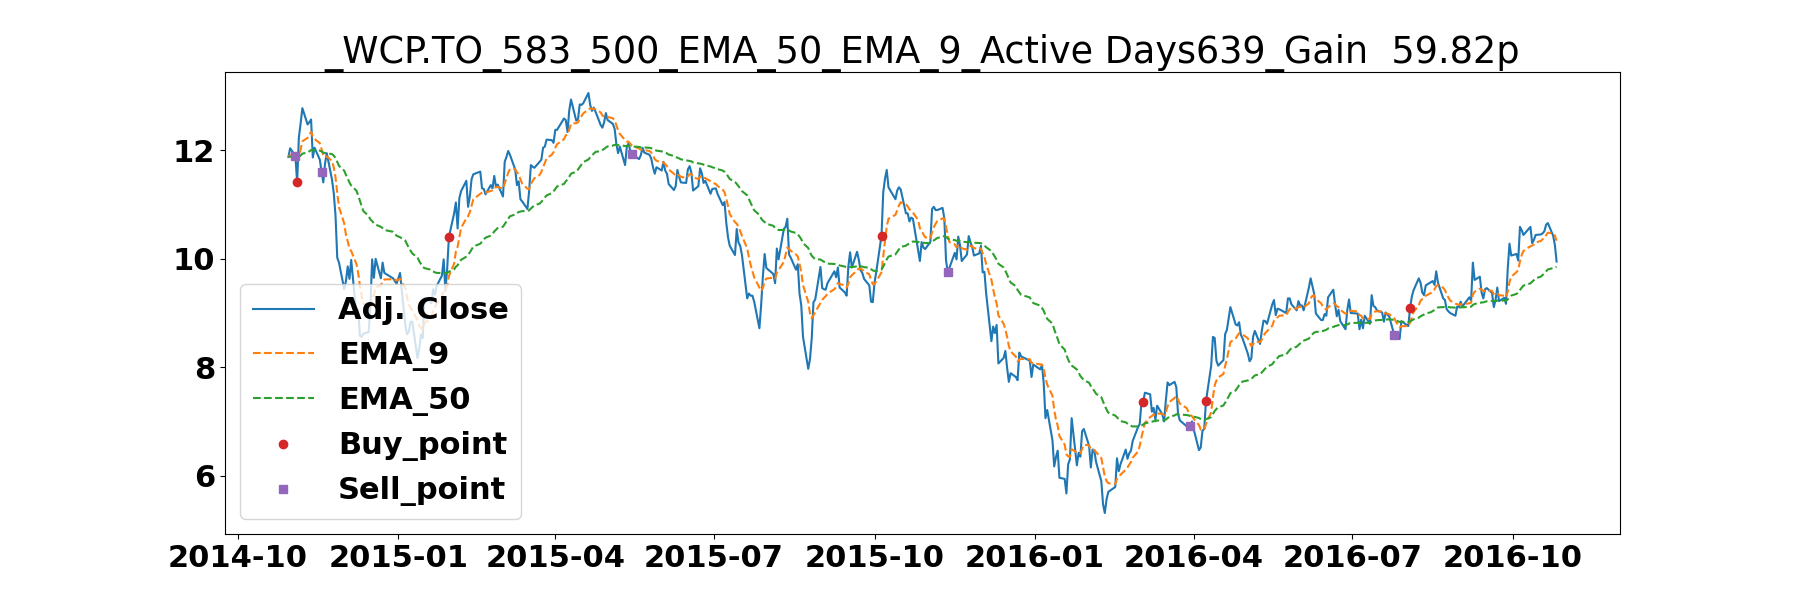 _WCP.TO_583_500_EMA_50_EMA_9_Active Days639_Gain  59.82p
12
10
8
6
Adj. Close
EMA_9
EMA_50
Buy_point
Sell_point
2014-10 2015-01 2015-04 2015-07 2015-10 2016-01 2016-04 2016-07 2016-10